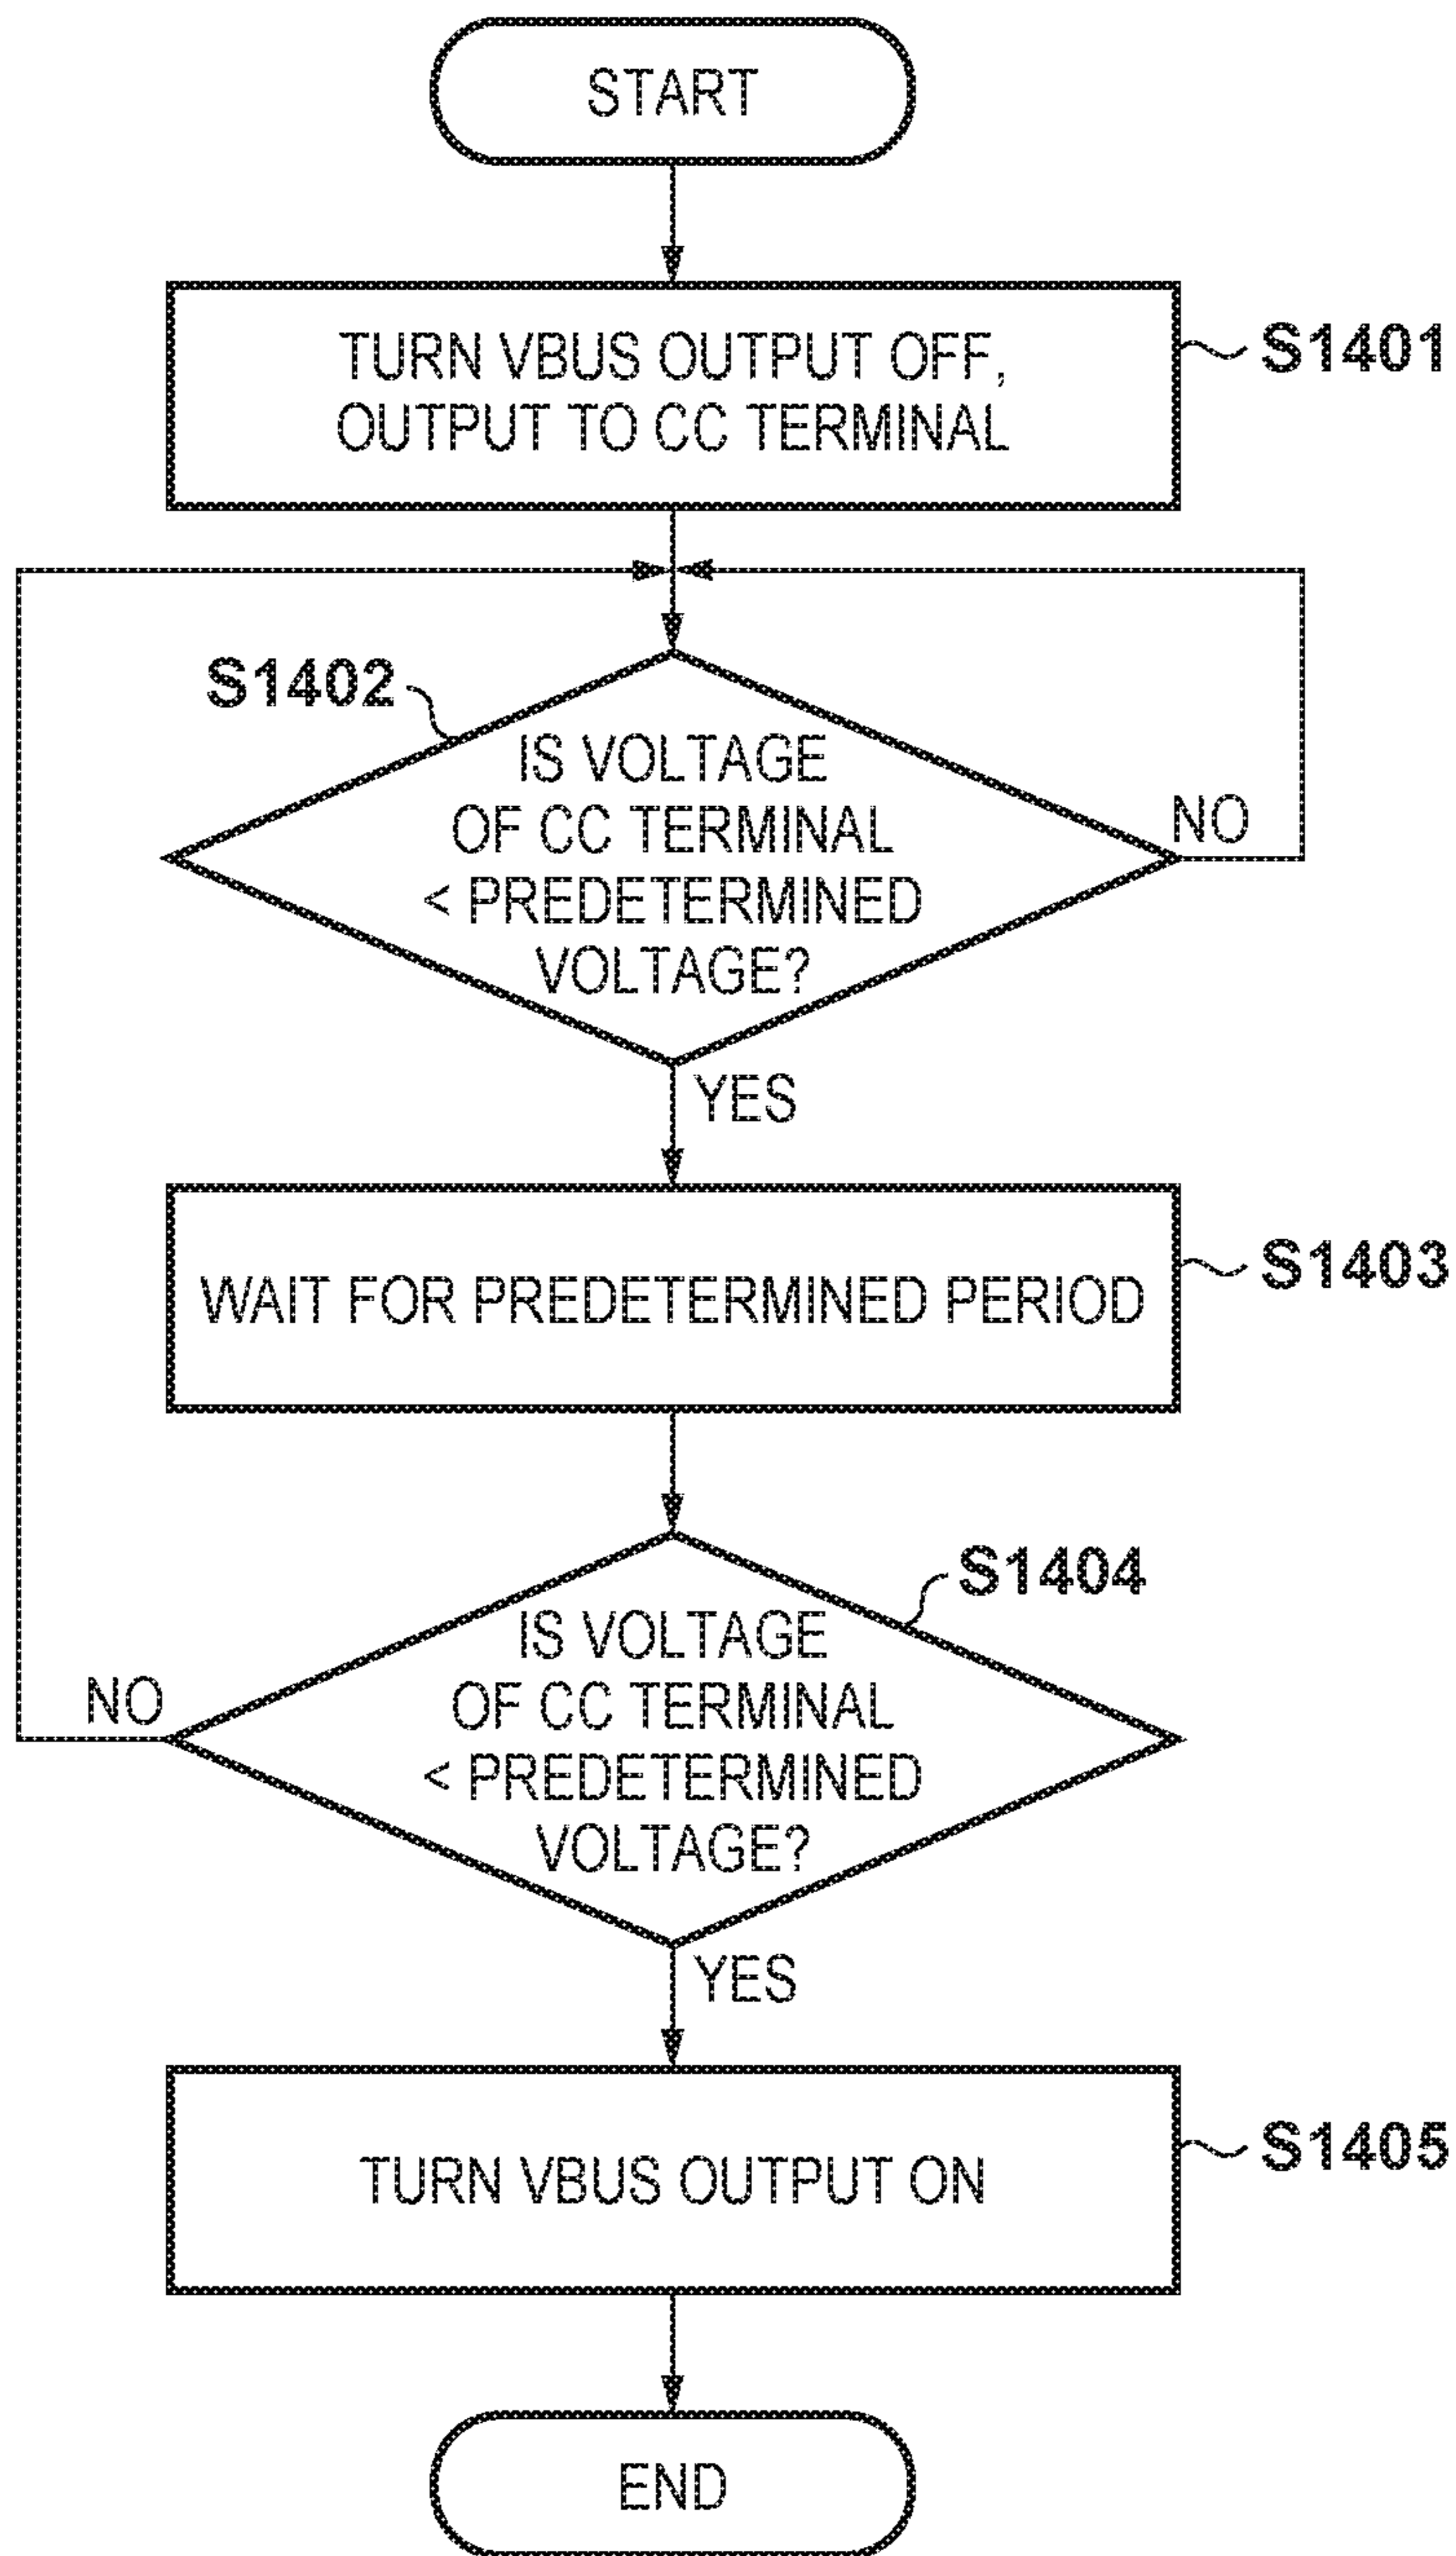 START
TURN VBUS OUTPUT OFF,
OUTPUT TO CC TERMINAL
S1401
S1402
IS VOLTAGE
OF CC TERMINAL
< PREDETERMINED
VOLTAGE?
NO
YES
WAIT FOR PREDETERMINED PERIOD
S1403
S1404
IS VOLTAGE
OF CC TERMINAL
< PREDETERMINED
VOLTAGE?
NO
YES
TURN VBUS OUTPUT ON
S1405
END